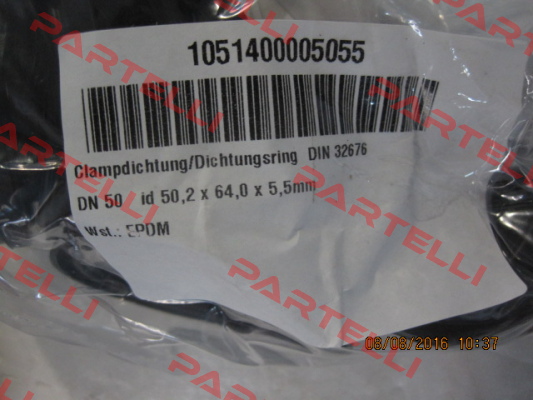 1051400005055
Clampdichtung/Dichtungsring DIN 32676
DN 50 id 50,2 x 64,0 x 5,5mm
Wst.: EPDM
08/08/2016 10:37
PARTELLI
PARTELLI
PARTELLI
PARTELLI
PARTELLI
PARTELLI